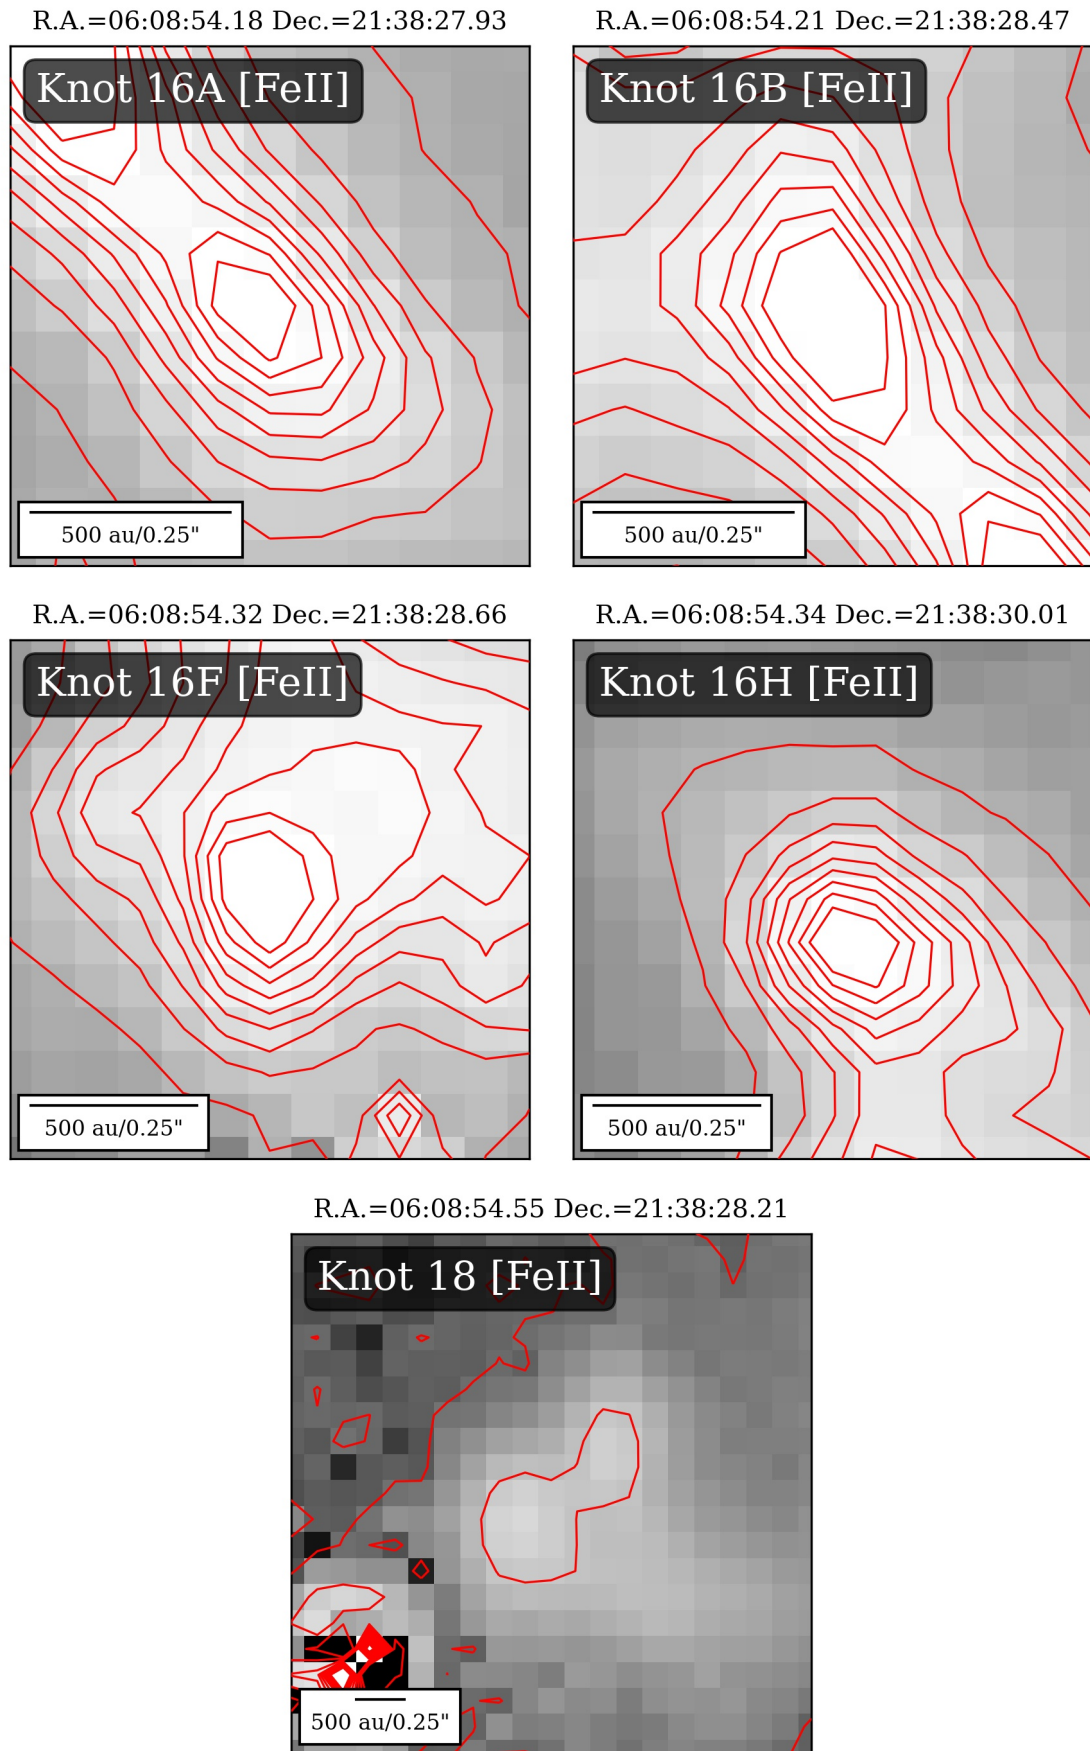 R.A.=06:08:54.18 Dec.=21:38:27.93
Knot 16A [FeII]
500 au/0.25"
R.A.=06:08:54.21 Dec.=21:38:28.47
Knot 16B [FeII]
500 au/0.25"
R.A.=06:08:54.32 Dec.=21:38:28.66
Knot 16F [FeII]
500 au/0.25"
R.A.=06:08:54.34 Dec.=21:38:30.01
Knot 16H [FeII]
500 au/0.25"
R.A.=06:08:54.55 Dec.=21:38:28.21
Knot 18 [FeII]
500 au/0.25"